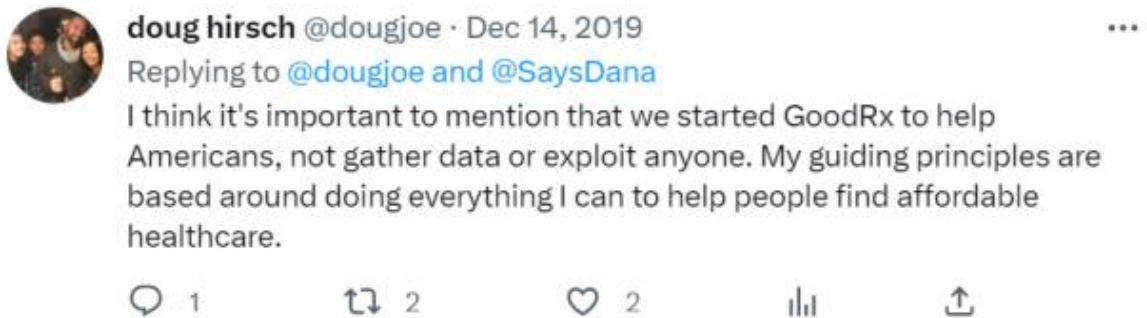 doug hirsch @dougjoe · Dec 14, 2019
Replying to @dougjoe and @SaysDana
I think it's important to mention that we started GoodRx to help
Americans, not gather data or exploit anyone. My guiding principles are
based around doing everything I can to help people find affordable
healthcare.
1 2 2